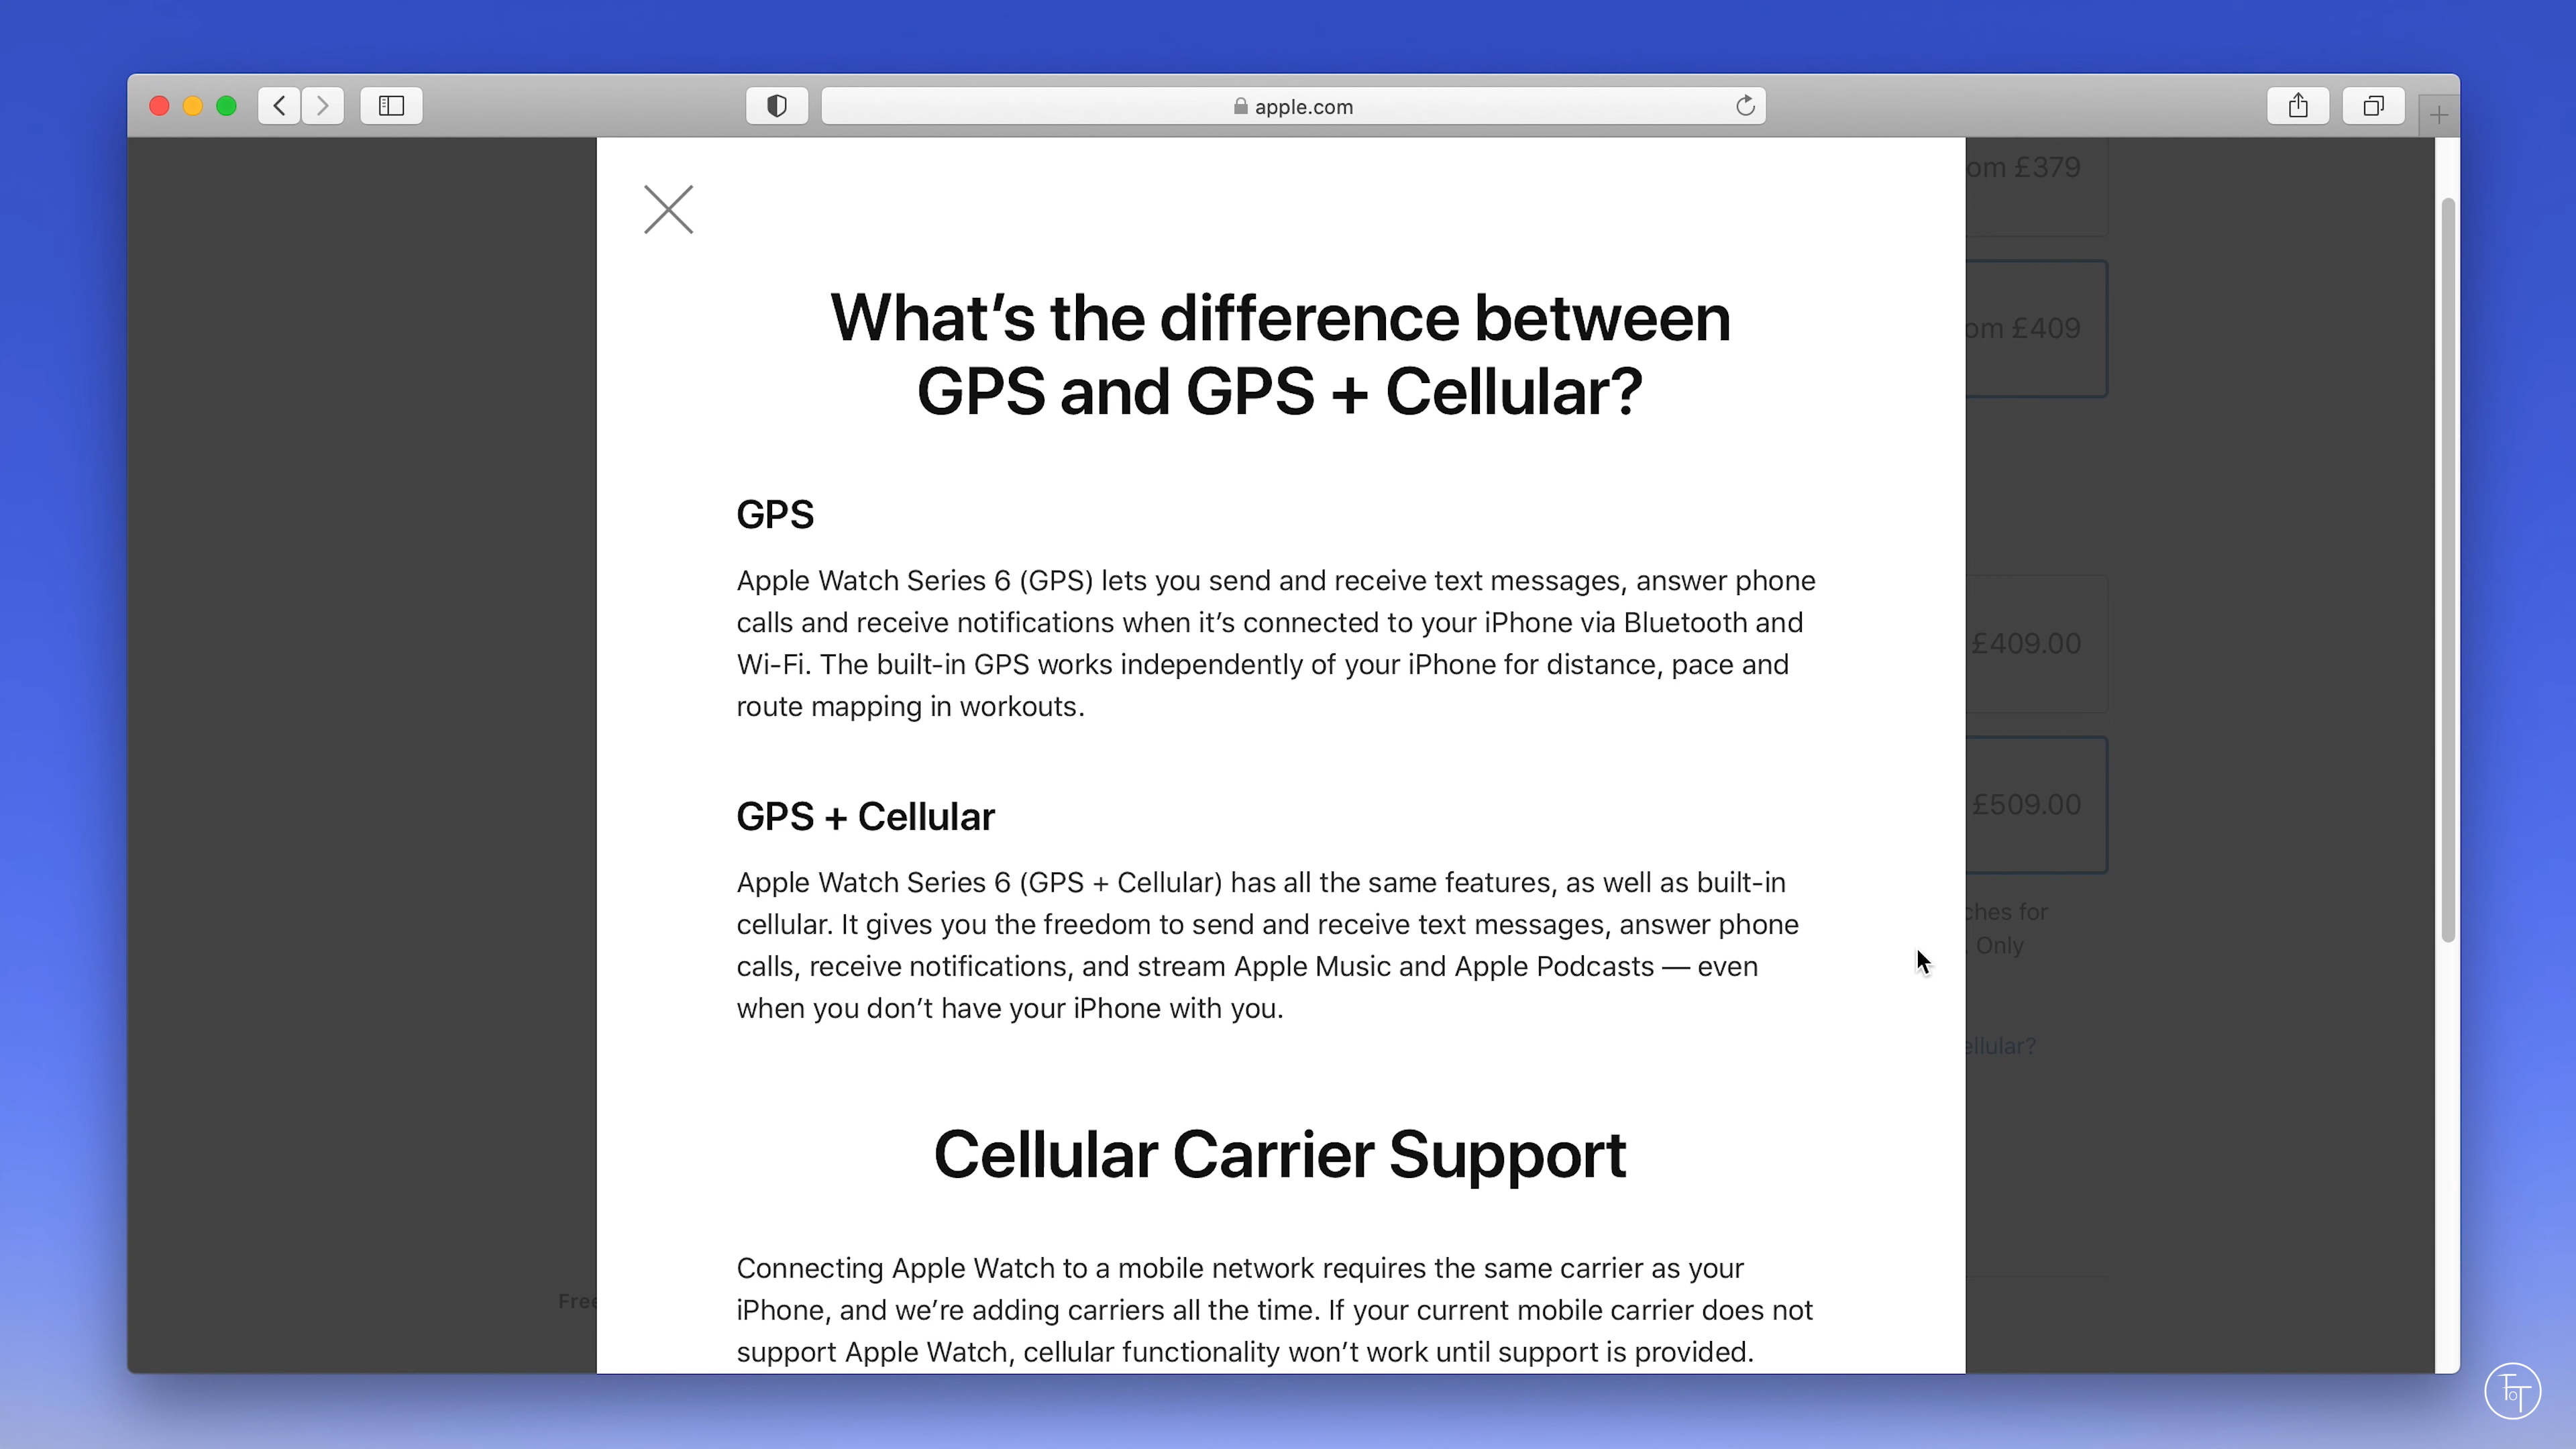 apple.com
om £379
What's the difference between
GPS and GPS + Cellular?
om £409
GPS
Apple Watch Series 6 (GPS) lets you send and receive text messages, answer phone
calls and receive notifications when it's connected to your iPhone via Bluetooth and
Wi-Fi. The built-in GPS works independently of your iPhone for distance, pace and
route mapping in workouts.
£409.00
GPS + Cellular
£509.00
Apple Watch Series 6 (GPS + Cellular) has all the same features, as well as built-in
cellular. It gives you the freedom to send and receive text messages, answer phone
calls, receive notifications, and stream Apple Music and Apple Podcasts — even
when you don't have your iPhone with you.
ches for
. Only
ellular?
Cellular Carrier Support
Connecting Apple Watch to a mobile network requires the same carrier as your
iPhone, and we're adding carriers all the time. If your current mobile carrier does not
support Apple Watch, cellular functionality won't work until support is provided.
Free
ToT